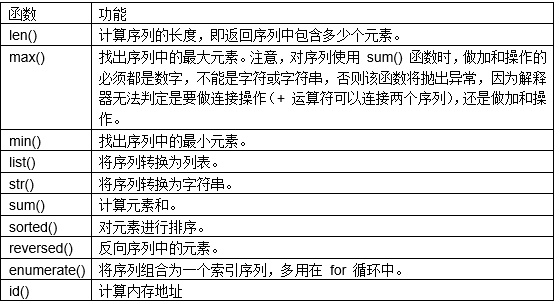 函数 功能
len() 计算序列的长度，即返回序列中包含多少个元素。
max() 找出序列中的最大元素。注意，对序列使用 sum() 函数时，做加和操作的
必须都是数字，不能是字符或字符串，否则该函数将抛出异常，因为解释
器无法判定是要做连接操作（+ 运算符可以连接两个序列），还是做加和操
作。
min() 找出序列中的最小元素。
list() 将序列转换为列表。
str() 将序列转换为字符串。
sum() 计算元素和。
sorted() 对元素进行排序。
reversed() 反向序列中的元素。
enumerate() 将序列组合为一个索引序列，多用在 for 循环中。
id() 计算内存地址